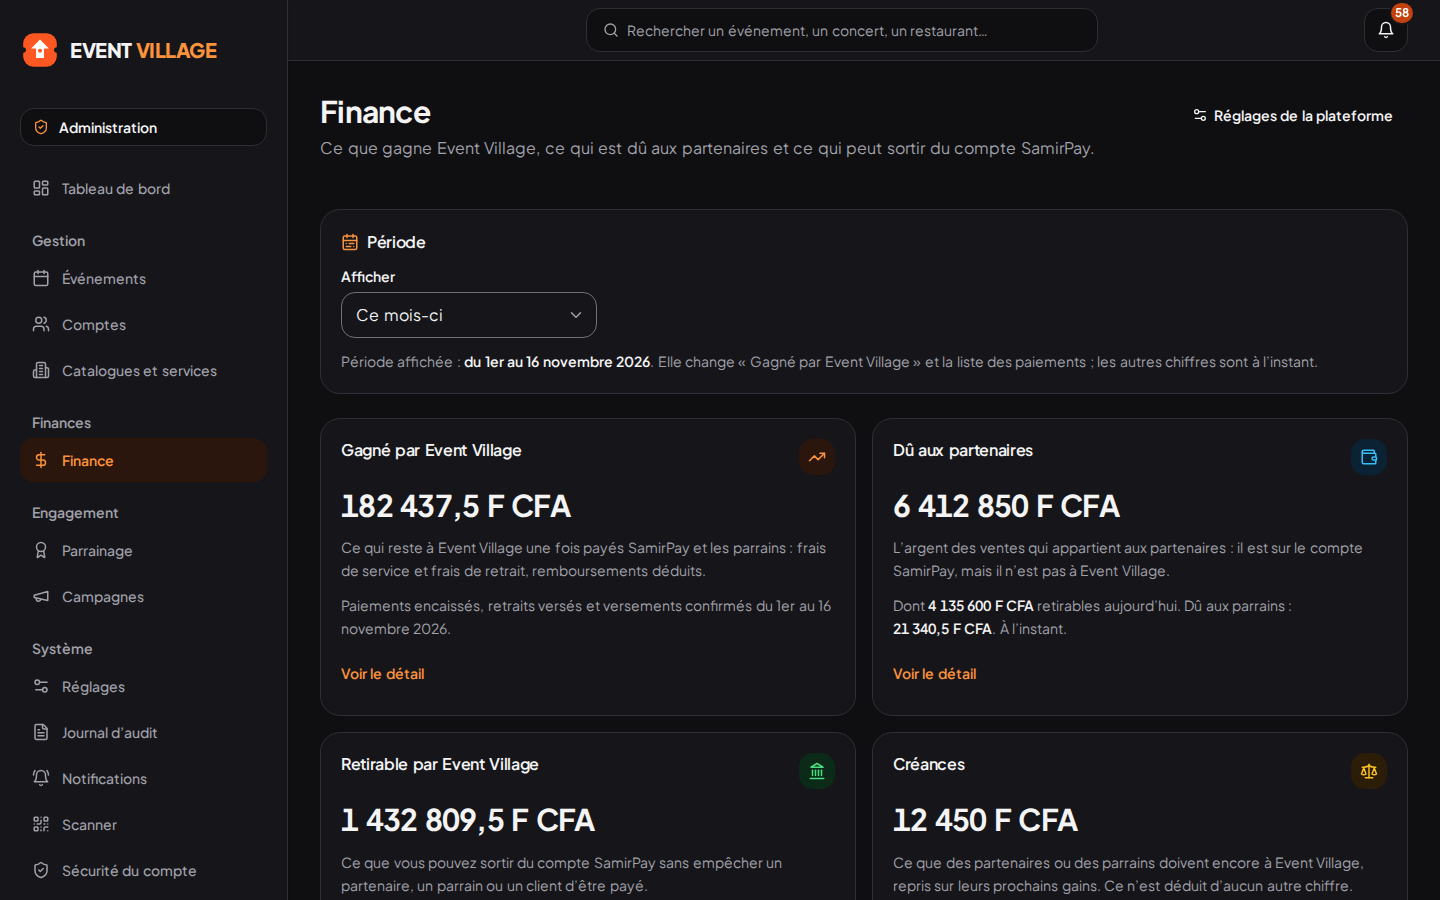 EVENT VILLAGE
Administration
Tableau de bord
Gestion
Événements
Comptes
Catalogues et services
Finances
Finance
Engagement
Parrainage
Campagnes
Système
Réglages
Journal d'audit
Notifications
Scanner
Sécurité du compte
Rechercher un événement, un concert, un restaurant…
58
Finance
Réglages de la plateforme
Ce que gagne Event Village, ce qui est dû aux partenaires et ce qui peut sortir du compte SamirPay.
Période
Afficher
Ce mois-ci
Période affichée : du 1er au 16 novembre 2026. Elle change « Gagné par Event Village » et la liste des paiements ; les autres chiffres sont à l'instant.
Gagné par Event Village
182 437,5 F CFA
Ce qui reste à Event Village une fois payés SamirPay et les parrains : frais
de service et frais de retrait, remboursements déduits.
Paiements encaissés, retraits versés et versements confirmés du 1er au 16
novembre 2026.
Voir le détail
Dû aux partenaires
6 412 850 F CFA
L'argent des ventes qui appartient aux partenaires : il est sur le compte
SamirPay, mais il n'est pas à Event Village.
Dont 4 135 600 F CFA retirables aujourd'hui. Dû aux parrains :
21 340,5 F CFA. À l'instant.
Voir le détail
Retirable par Event Village
1 432 809,5 F CFA
Ce que vous pouvez sortir du compte SamirPay sans empêcher un
partenaire, un parrain ou un client d'être payé.
Créances
12 450 F CFA
Ce que des partenaires ou des parrains doivent encore à Event Village,
repris sur leurs prochains gains. Ce n'est déduit d'aucun autre chiffre.